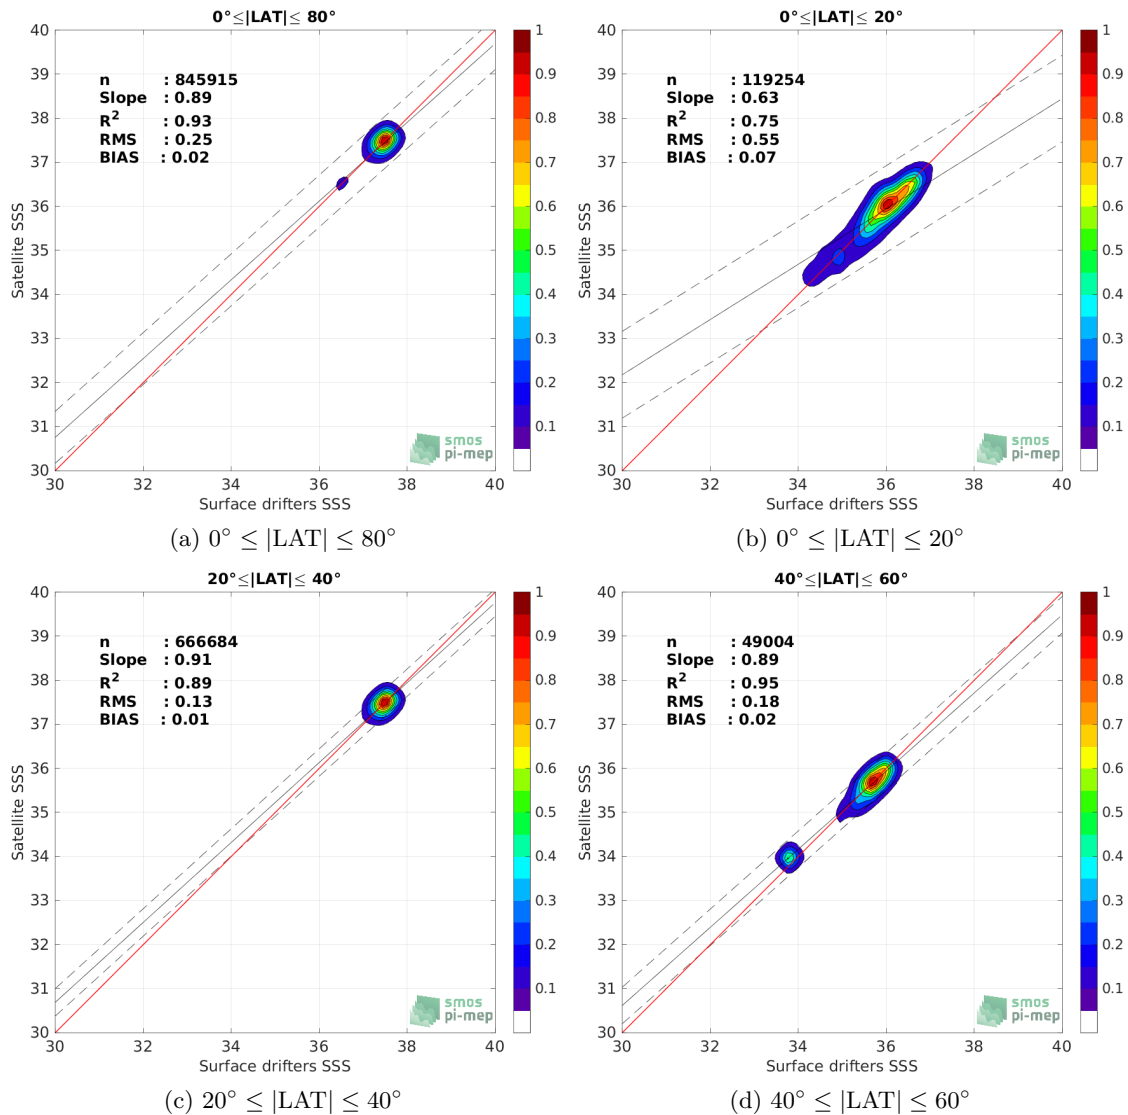 0°≤|LAT|≤ 80°
40
39
38
37
36
35
34
33
32
31
30
Satellite SSS
n : 845915
Slope : 0.89
R2 : 0.93
RMS : 0.25
BIAS : 0.02
smos
pi-mep
30 32 34 36 38 40
Surface drifters SSS
1
0.9
0.8
0.7
0.6
0.5
0.4
0.3
0.2
0.1
(a) 0° ≤ |LAT| ≤ 80°
0°≤|LAT|≤ 20°
40
39
38
37
36
35
34
33
32
31
30
Satellite SSS
n : 119254
Slope : 0.63
R2 : 0.75
RMS : 0.55
BIAS : 0.07
smos
pi-mep
30 32 34 36 38 40
Surface drifters SSS
1
0.9
0.8
0.7
0.6
0.5
0.4
0.3
0.2
0.1
(b) 0° ≤ |LAT| ≤ 20°
20°≤|LAT|≤ 40°
40
39
38
37
36
35
34
33
32
31
30
Satellite SSS
n : 666684
Slope : 0.91
R2 : 0.89
RMS : 0.13
BIAS : 0.01
smos
pi-mep
30 32 34 36 38 40
Surface drifters SSS
1
0.9
0.8
0.7
0.6
0.5
0.4
0.3
0.2
0.1
(c) 20° ≤ |LAT| ≤ 40°
40°≤|LAT|≤ 60°
40
39
38
37
36
35
34
33
32
31
30
Satellite SSS
n : 49004
Slope : 0.89
R2 : 0.95
RMS : 0.18
BIAS : 0.02
smos
pi-mep
30 32 34 36 38 40
Surface drifters SSS
1
0.9
0.8
0.7
0.6
0.5
0.4
0.3
0.2
0.1
(d) 40° ≤ |LAT| ≤ 60°